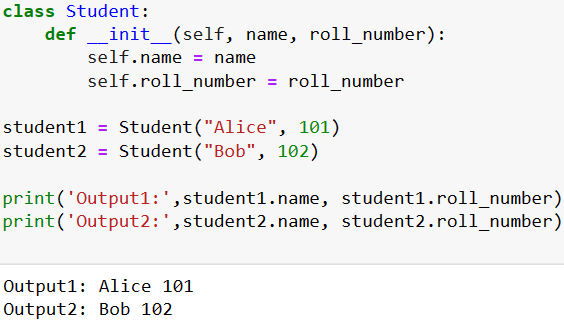 class Student:
    def __init__(self, name, roll_number):
        self.name = name
        self.roll_number = roll_number
student1 = Student("Alice", 101)
student2 = Student("Bob", 102)
print('Output1:',student1.name, student1.roll_number)
print('Output2:',student2.name, student2.roll_number)
Output1: Alice 101
Output2: Bob 102